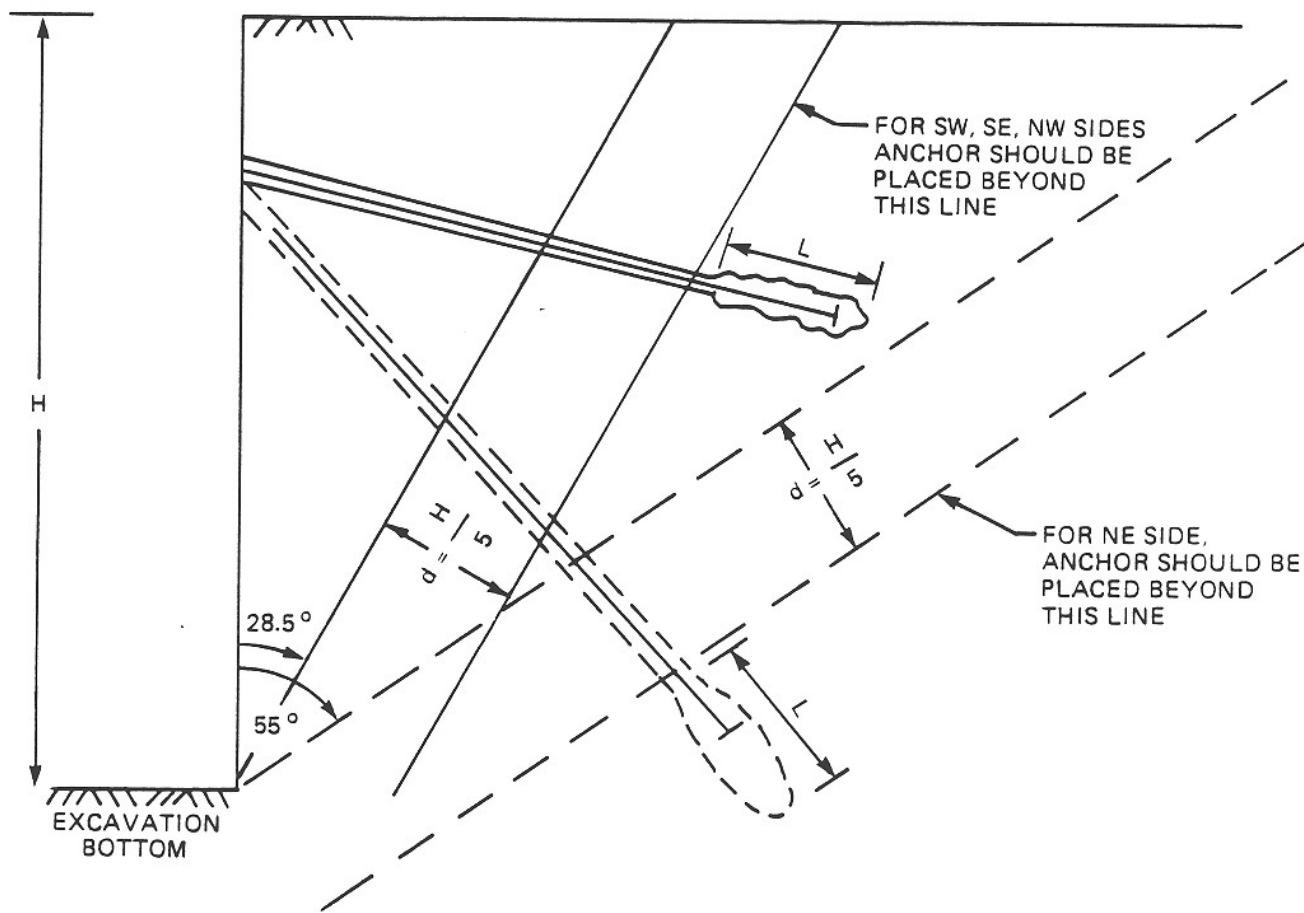 H
FOR SW, SE, NW SIDES
ANCHOR SHOULD BE
PLACED BEYOND
THIS LINE
L
d = H/5
d = H/5
FOR NE SIDE,
ANCHOR SHOULD BE
PLACED BEYOND
THIS LINE
28.5°
55°
L
EXCAVATION
BOTTOM